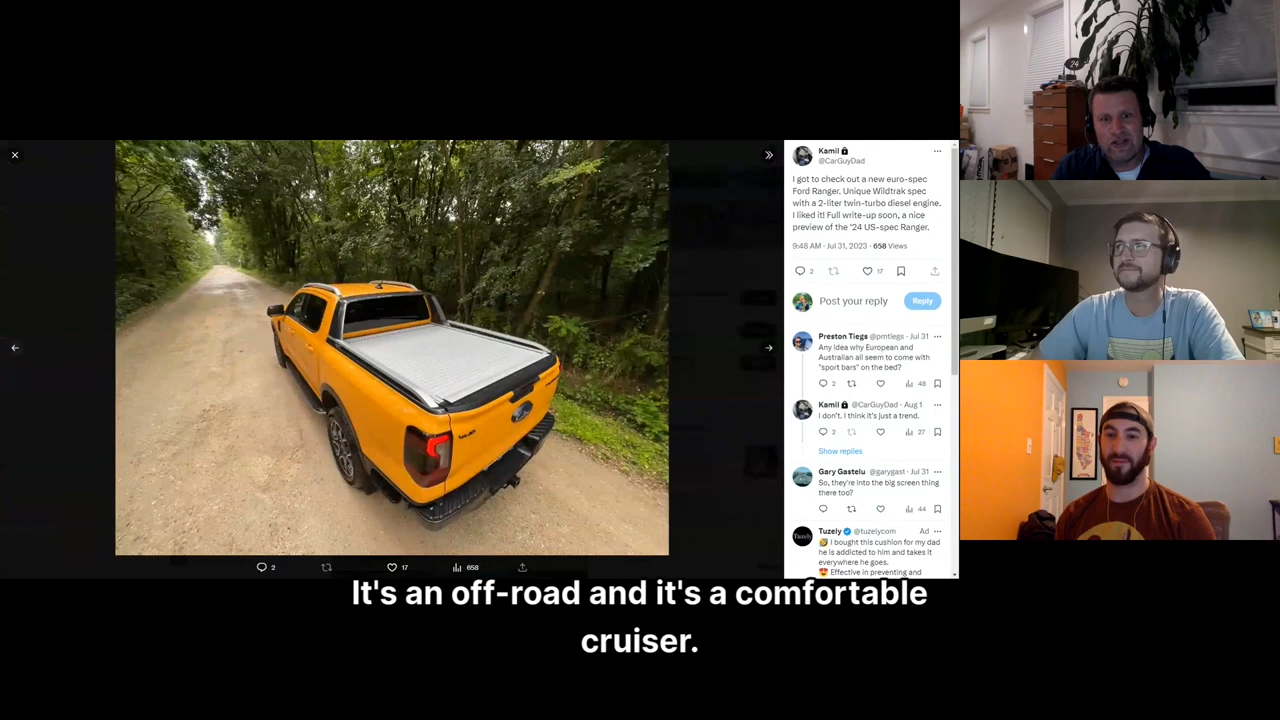 Kamil
@CarGuyDad
I got to check out a new euro-spec
Ford Ranger. Unique Wildtrak spec
with a 2-liter twin-turbo diesel engine.
I liked it! Full write-up soon, a nice
preview of the '24 US-spec Ranger.
9:48 AM · Jul 31, 2023 · 658 Views
2
17
Post your reply
Reply
Preston Tiegs @pmtiegs · Jul 31
Any idea why European and
Australian all seem to come with
"sport bars" on the bed?
2
48
Kamil @CarGuyDad · Aug 1
I don't. I think it's just a trend.
2
27
Show replies
Gary Gastelu @garygast · Jul 31
So, they're into the big screen thing
there too?
44
Tuzely @tuzelycom Ad
Tuzely
🤣 I bought this cushion for my dad
he is addicted to him and takes it
everywhere he goes.
😍 Effective in preventing and
2
17
658
24
It's an off-road and it's a comfortable
cruiser.